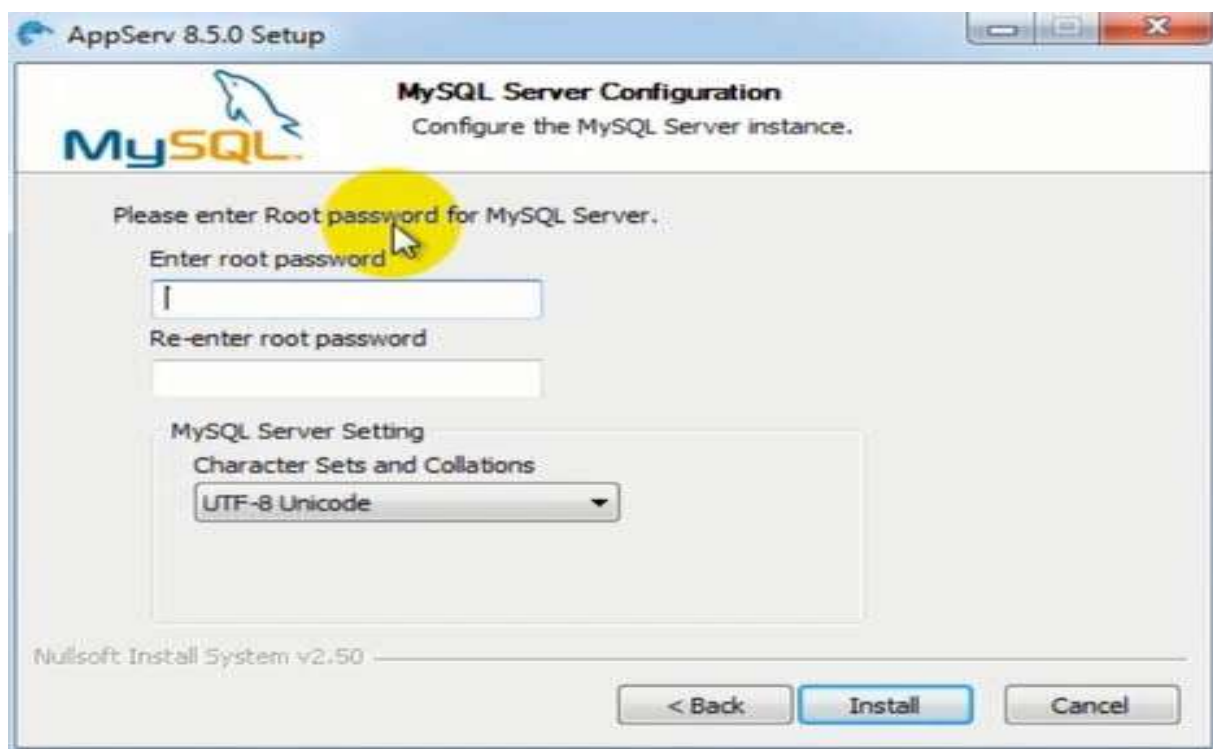 AppServ 8.5.0 Setup
MySQL Server Configuration
Configure the MySQL Server instance.
MySQL
Please enter Root password for MySQL Server.
Enter root password
Re-enter root password
MySQL Server Setting
Character Sets and Collations
UTF-8 Unicode
Nullsoft Install System v2.50
< Back
Install
Cancel